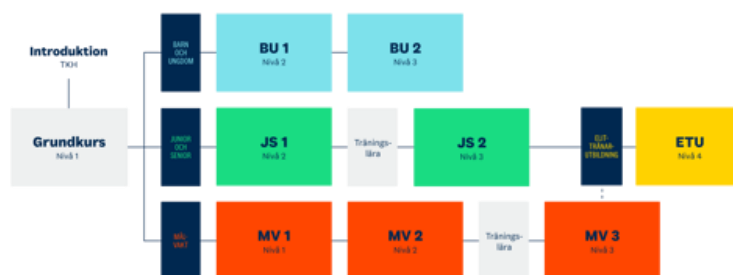 Introduktion
TKH
Grundkurs
Nivå 1
BARN
OCH
UNGDOM
BU 1
Nivå 2
BU 2
Nivå 3
JUNIOR
OCH
SENIOR
JS 1
Nivå 2
Tränings-
lära
JS 2
Nivå 3
ELIT-
TRÄNAR-
UTBILDNING
ETU
Nivå 4
MÅL-
VAKT
MV 1
Nivå 1
MV 2
Nivå 2
Tränings-
lära
MV 3
Nivå 3